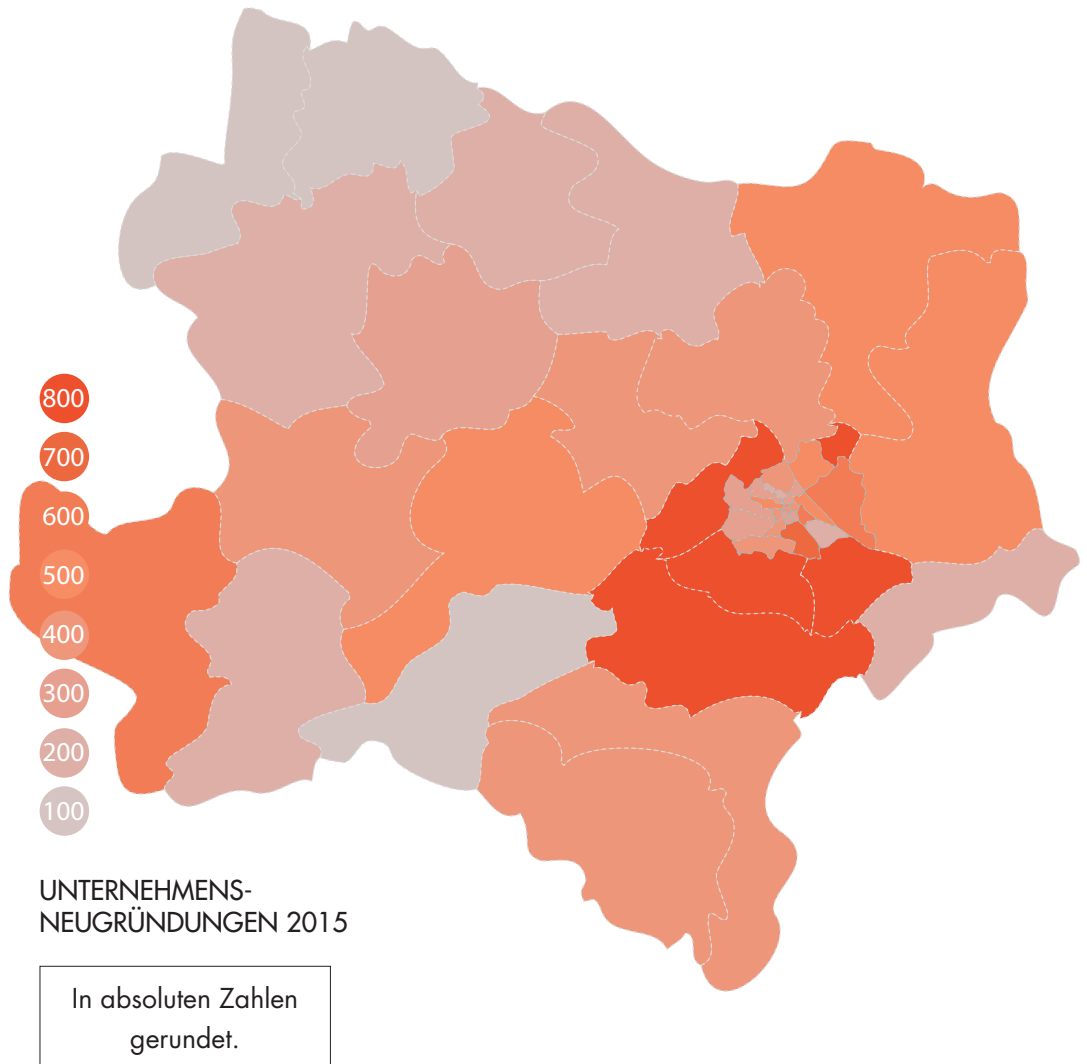 800
700
600
500
400
300
200
100
UNTERNEHMENS-
NEUGRÜNDUNGEN 2015
In absoluten Zahlen
gerundet.